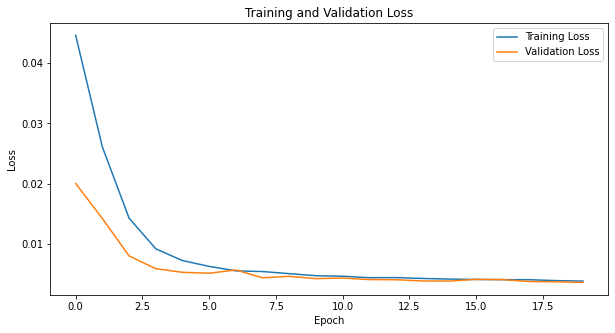 Training and Validation Loss
Training Loss
Validation Loss
0.04
0.03
0.02
0.01
Loss
0.0 2.5 5.0 7.5 10.0 12.5 15.0 17.5
Epoch